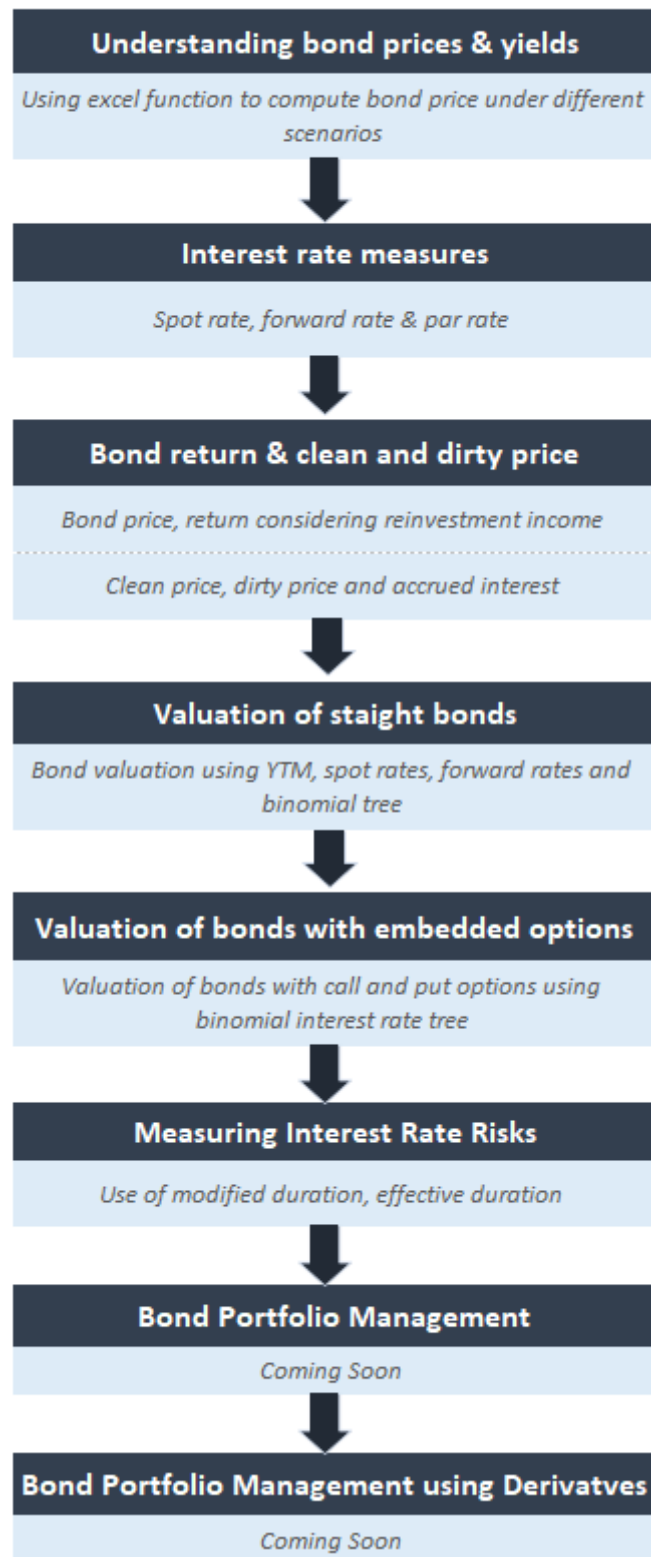 Understanding bond prices & yields
Using excel function to compute bond price under different
scenarios
Interest rate measures
Spot rate, forward rate & par rate
Bond return & clean and dirty price
Bond price, return considering reinvestment income
Clean price, dirty price and accrued interest
Valuation of staight bonds
Bond valuation using YTM, spot rates, forward rates and
binomial tree
Valuation of bonds with embedded options
Valuation of bonds with call and put options using
binomial interest rate tree
Measuring Interest Rate Risks
Use of modified duration, effective duration
Bond Portfolio Management
Coming Soon
Bond Portfolio Management using Derivatves
Coming Soon